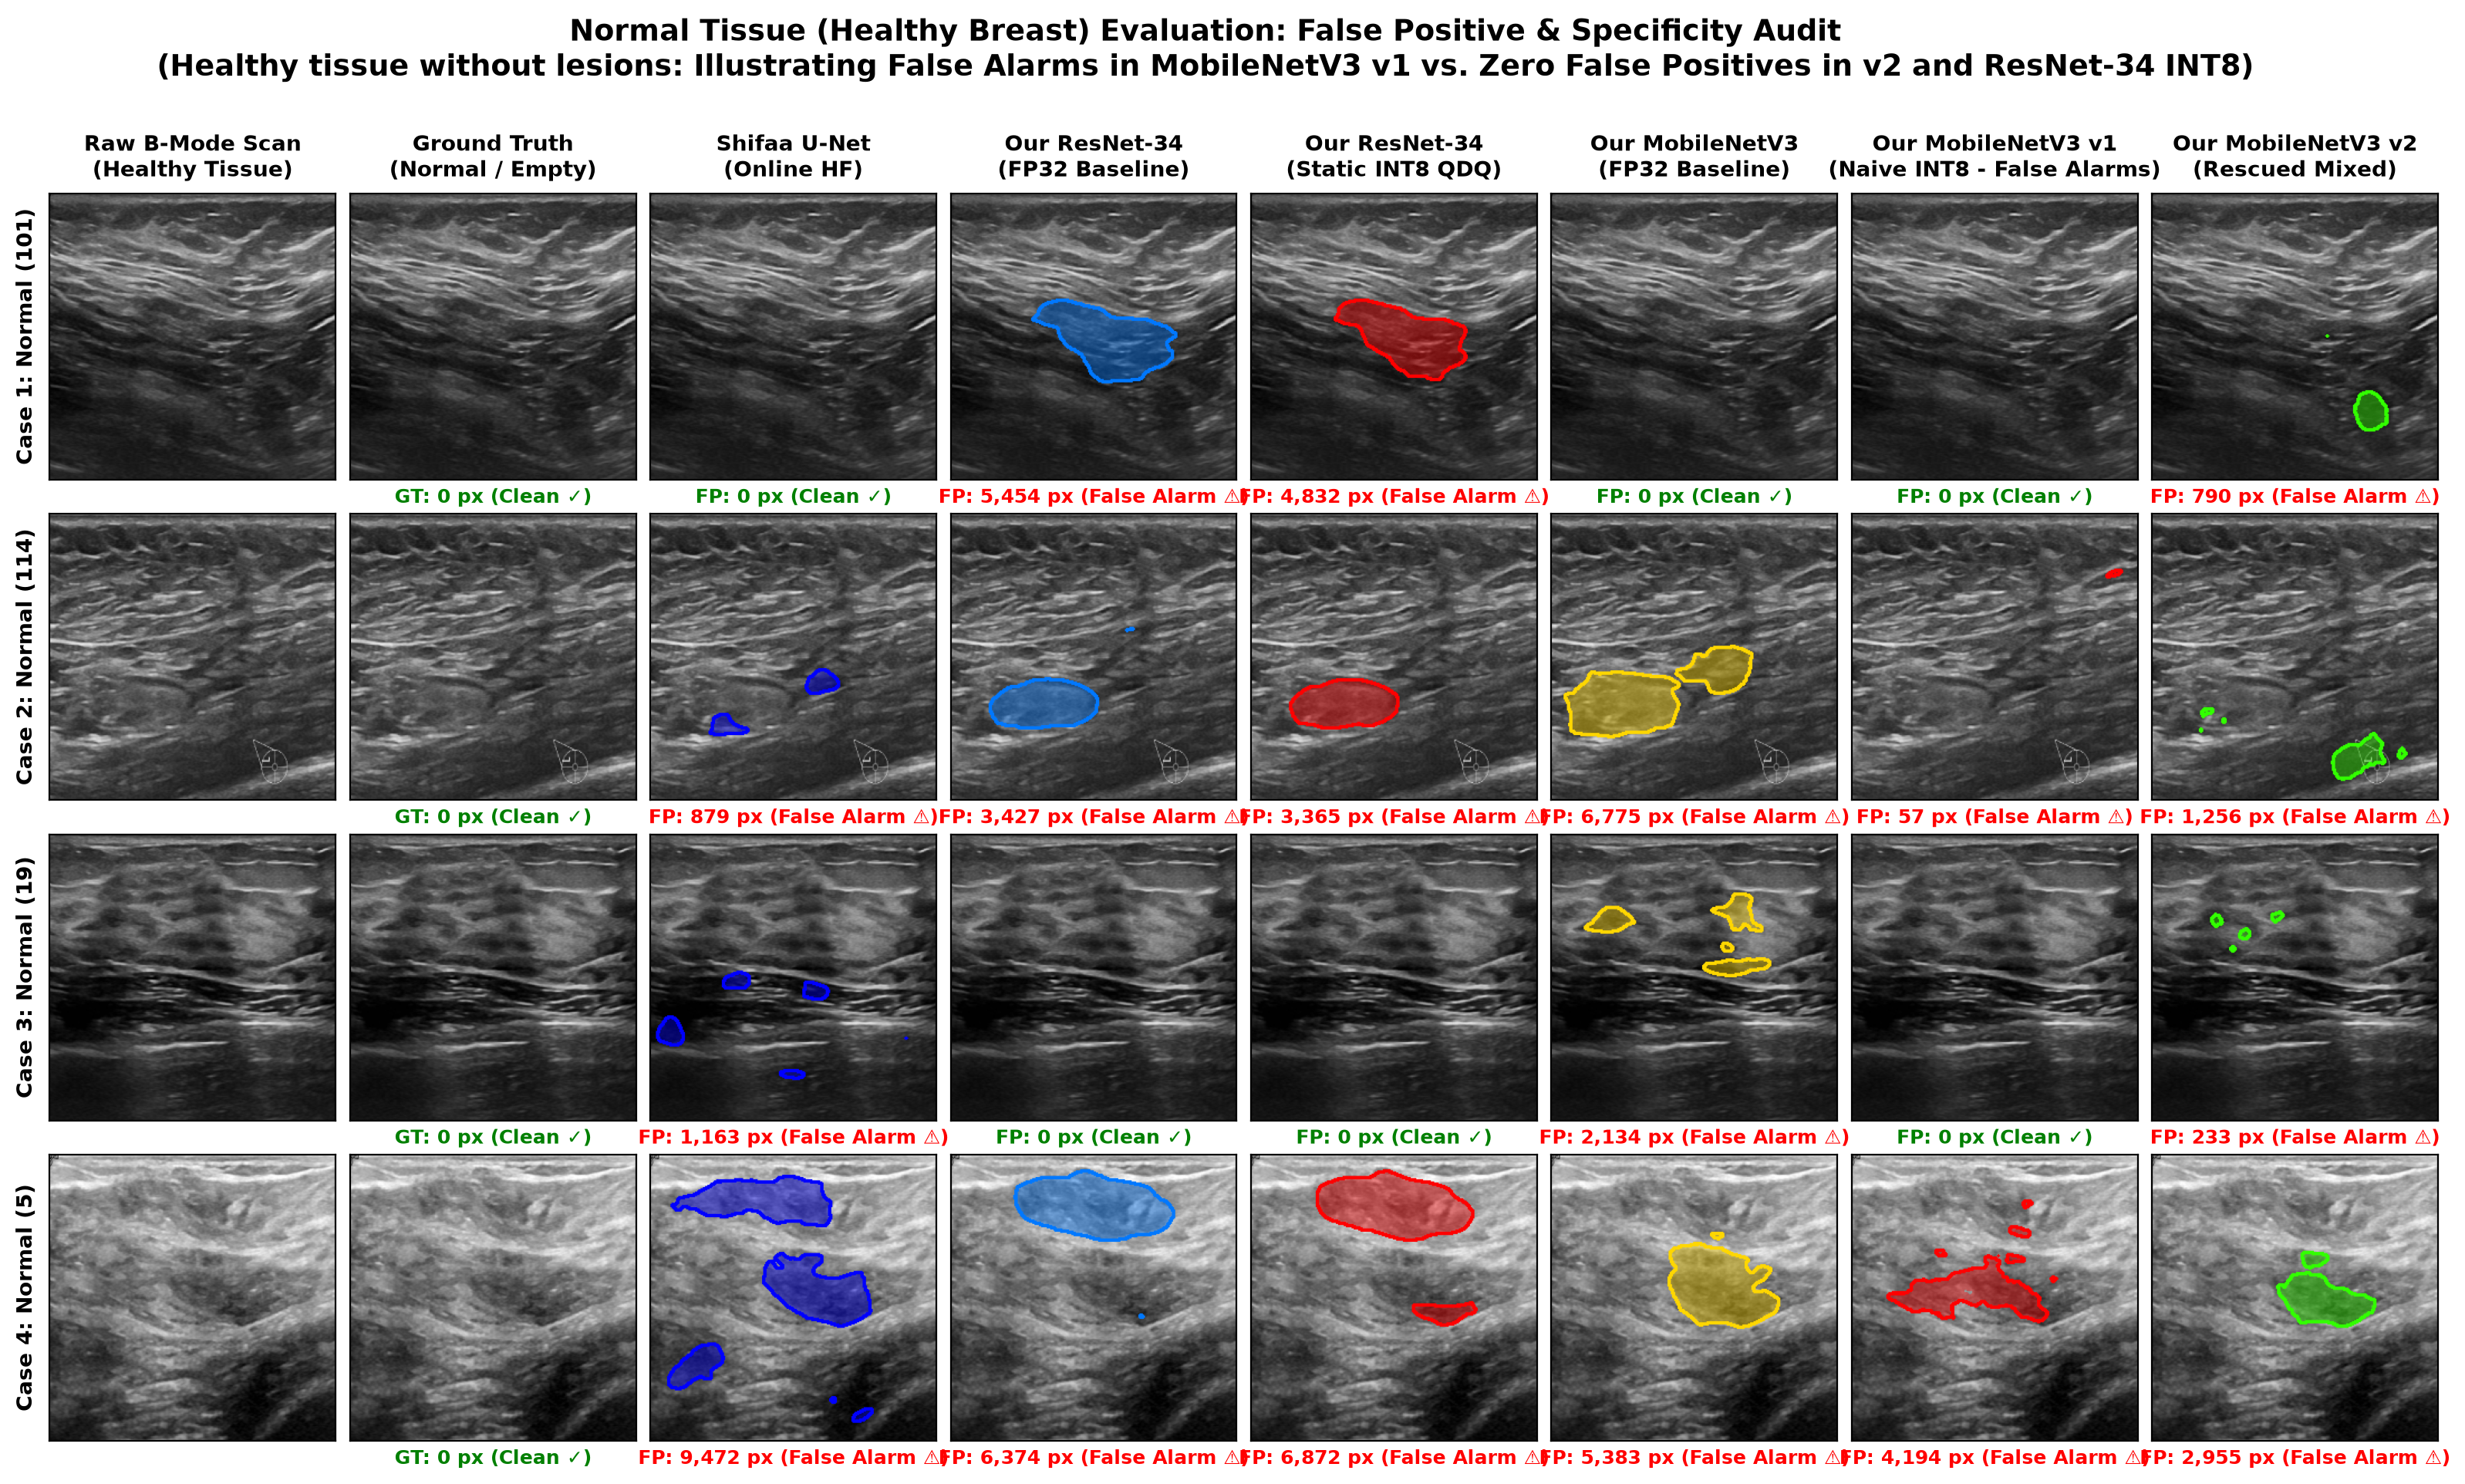 Normal Tissue (Healthy Breast) Evaluation: False Positive & Specificity Audit
(Healthy tissue without lesions: Illustrating False Alarms in MobileNetV3 v1 vs. Zero False Positives in v2 and ResNet-34 INT8)
Raw B-Mode Scan
(Healthy Tissue)
Ground Truth
(Normal / Empty)
Shifaa U-Net
(Online HF)
Our ResNet-34
(FP32 Baseline)
Our ResNet-34
(Static INT8 QDQ)
Our MobileNetV3
(FP32 Baseline)
Our MobileNetV3 v1
(Naive INT8 - False Alarms)
Our MobileNetV3 v2
(Rescued Mixed)
Case 1: Normal (101)
GT: 0 px (Clean ✓)
FP: 0 px (Clean ✓)
FP: 5,454 px (False Alarm ⚠)
FP: 4,832 px (False Alarm ⚠)
FP: 0 px (Clean ✓)
FP: 0 px (Clean ✓)
FP: 790 px (False Alarm ⚠)
Case 2: Normal (114)
GT: 0 px (Clean ✓)
FP: 879 px (False Alarm ⚠)
FP: 3,427 px (False Alarm ⚠)
FP: 3,365 px (False Alarm ⚠)
FP: 6,775 px (False Alarm ⚠)
FP: 57 px (False Alarm ⚠)
FP: 1,256 px (False Alarm ⚠)
Case 3: Normal (19)
GT: 0 px (Clean ✓)
FP: 1,163 px (False Alarm ⚠)
FP: 0 px (Clean ✓)
FP: 0 px (Clean ✓)
FP: 2,134 px (False Alarm ⚠)
FP: 0 px (Clean ✓)
FP: 233 px (False Alarm ⚠)
Case 4: Normal (5)
GT: 0 px (Clean ✓)
FP: 9,472 px (False Alarm ⚠)
FP: 6,374 px (False Alarm ⚠)
FP: 6,872 px (False Alarm ⚠)
FP: 5,383 px (False Alarm ⚠)
FP: 4,194 px (False Alarm ⚠)
FP: 2,955 px (False Alarm ⚠)